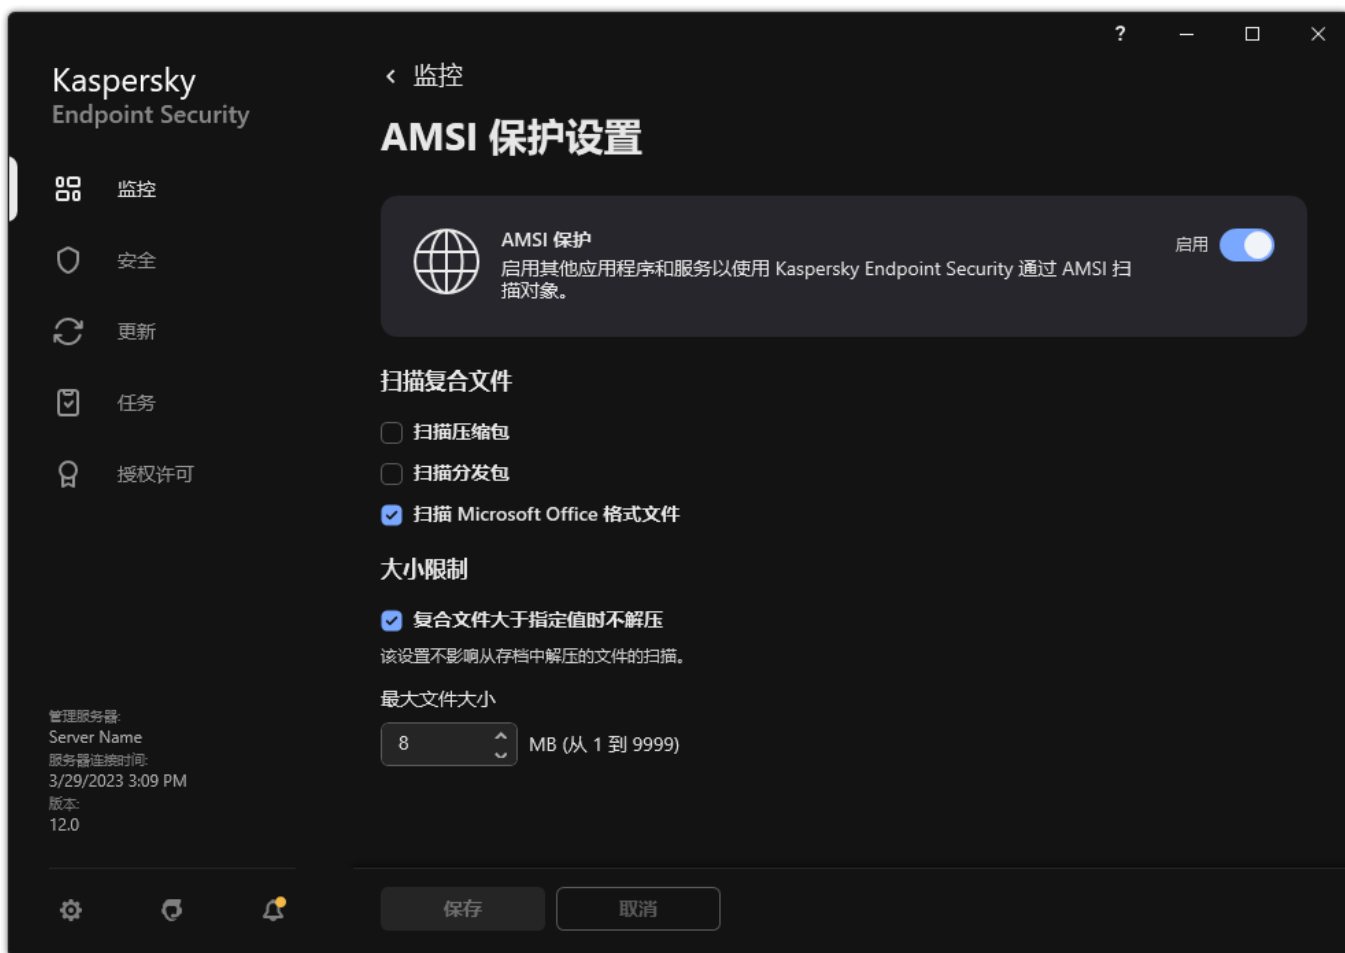 ?
Kaspersky
Endpoint Security
监控
安全
更新
任务
授权许可
管理服务器:
Server Name
服务器连接时间:
3/29/2023 3:09 PM
版本:
12.0
监控
AMSI 保护设置
AMSI 保护
启用其他应用程序和服务以使用 Kaspersky Endpoint Security 通过 AMSI 扫
描对象。
启用
扫描复合文件
扫描压缩包
扫描分发包
扫描 Microsoft Office 格式文件
大小限制
复合文件大于指定值时不解压
该设置不影响从存档中解压的文件的扫描。
最大文件大小
8 MB (从 1 到 9999)
保存 取消